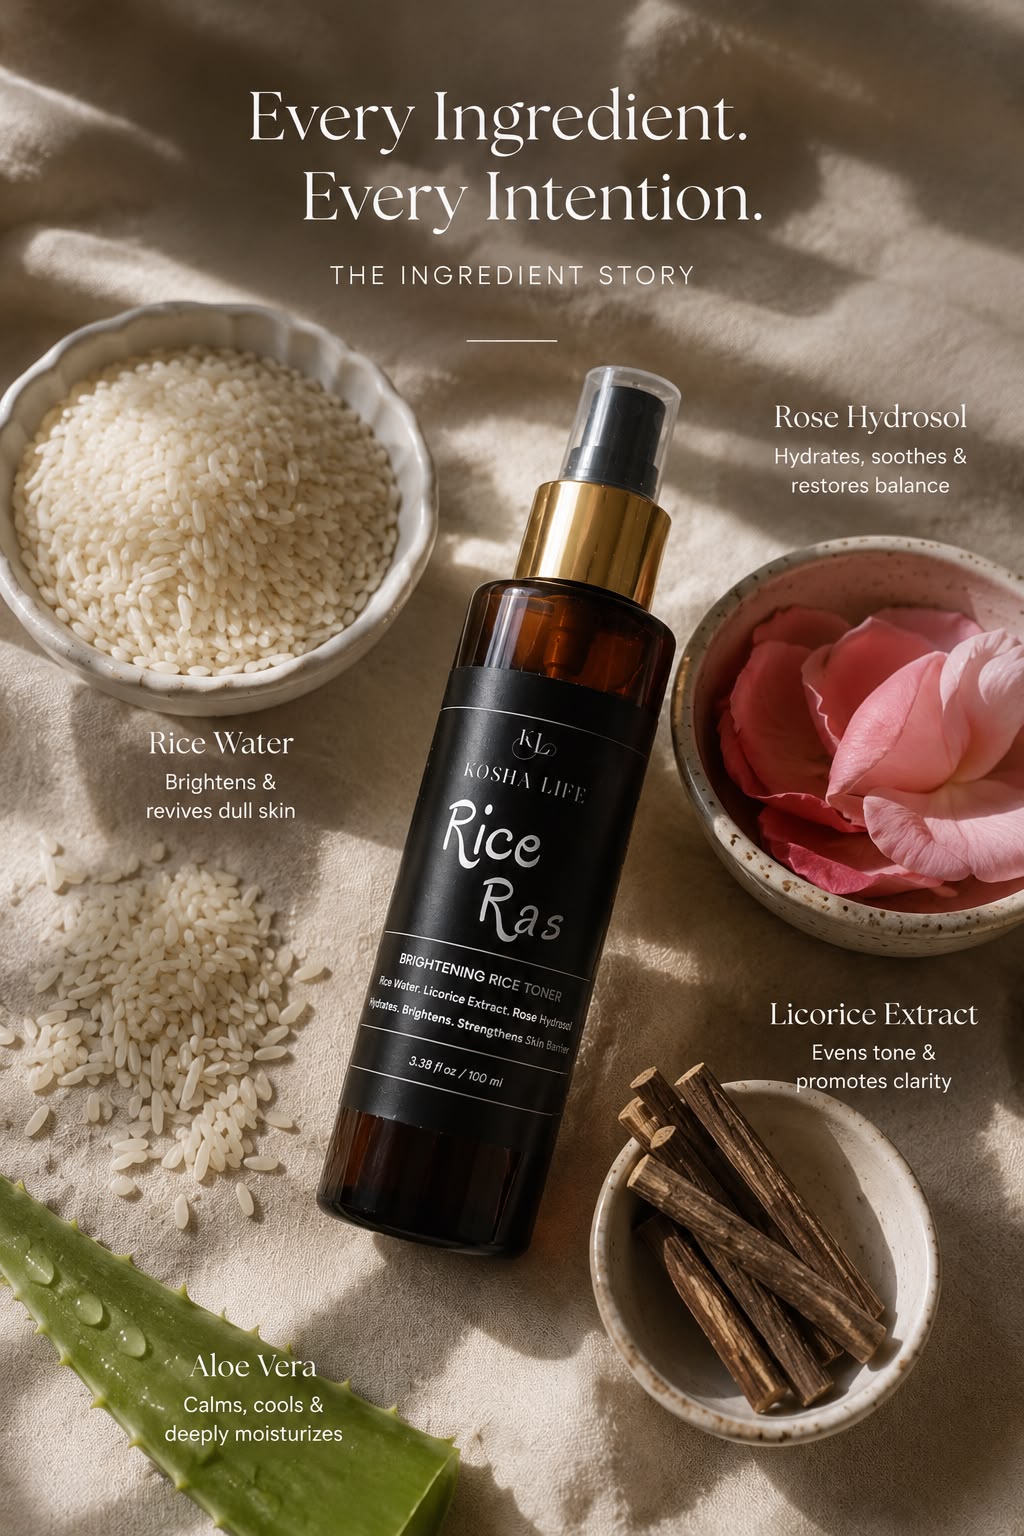 Every Ingredient.
Every Intention.
THE INGREDIENT STORY
Rose Hydrosol
Hydrates, soothes &
restores balance
Rice Water
Brightens &
revives dull skin
KL
KOSHA LIFE
Rice
Ras
BRIGHTENING RICE TONER
Rice Water. Licorice Extract. Rose Hydrosol
Hydrates. Brightens. Strengthens Skin Barrier
3.38 fl oz / 100 ml
Licorice Extract
Evens tone &
promotes clarity
Aloe Vera
Calms, cools &
deeply moisturizes